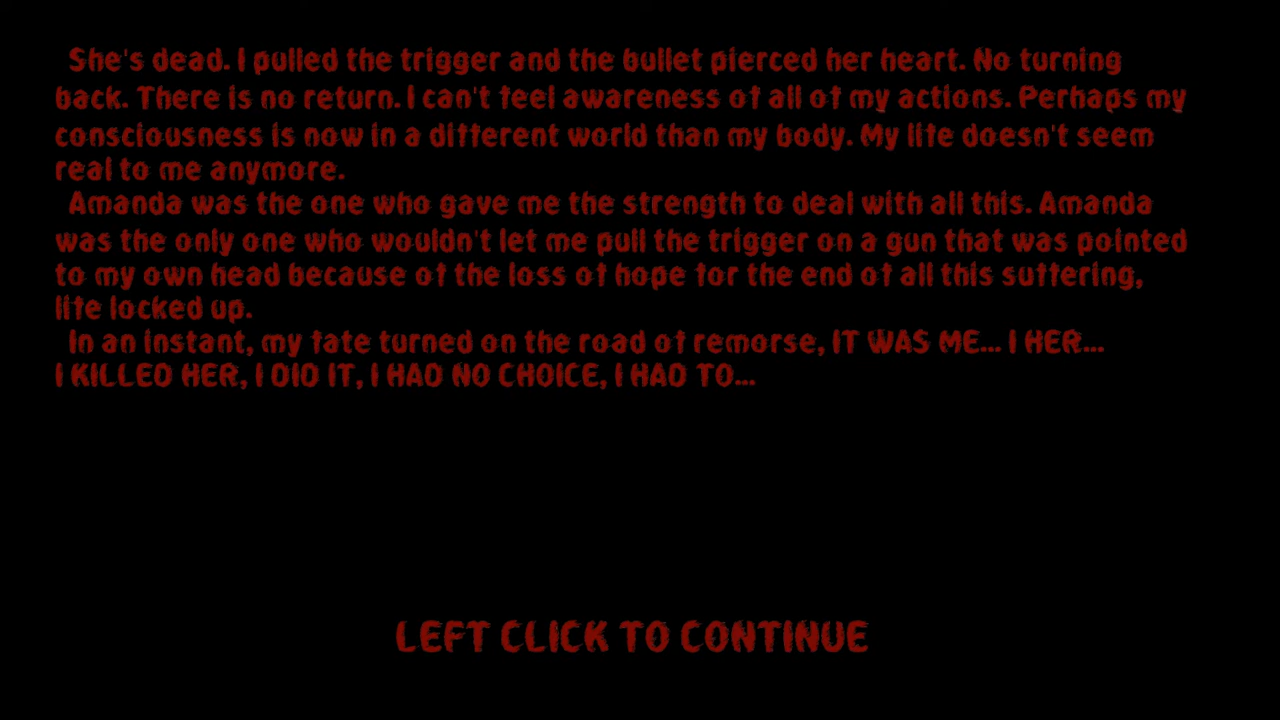 She's dead. I pulled the trigger and the bullet pierced her heart. No turning
back. There is no return. I can't feel awareness of all of my actions. Perhaps my
consciousness is now in a different world than my body. My life doesn't seem
real to me anymore.
Amanda was the one who gave me the strength to deal with all this. Amanda
was the only one who wouldn't let me pull the trigger on a gun that was pointed
to my own head because of the loss of hope for the end of all this suffering,
life locked up.
In an instant, my fate turned on the road of remorse, IT WAS ME... I HER...
I KILLED HER, I DID IT, I HAD NO CHOICE, I HAD TO...
LEFT CLICK TO CONTINUE